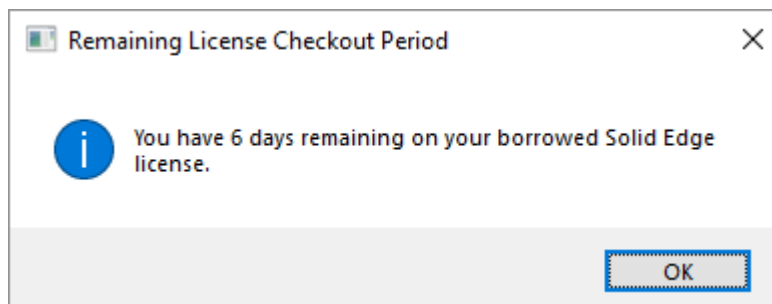 Remaining License Checkout Period
You have 6 days remaining on your borrowed Solid Edge
license.
OK